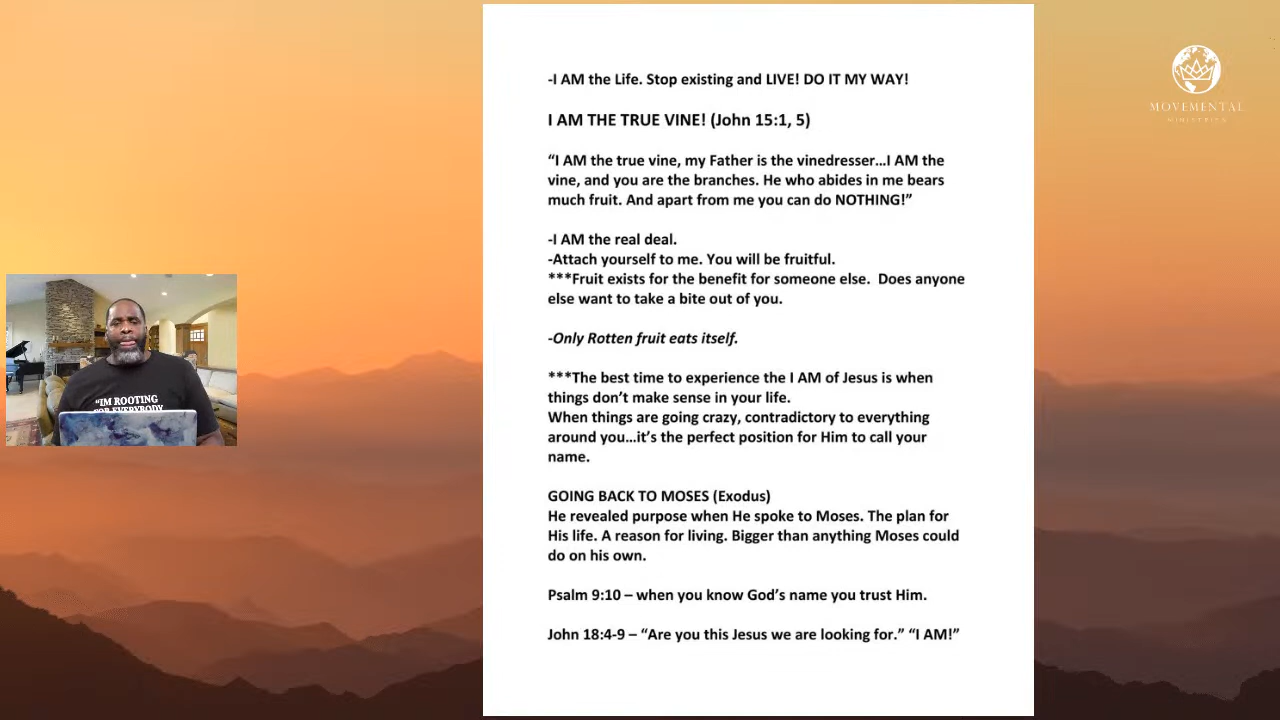 -I AM the Life. Stop existing and LIVE! DO IT MY WAY!
I AM THE TRUE VINE! (John 15:1, 5)
“I AM the true vine, my Father is the vinedresser…I AM the
vine, and you are the branches. He who abides in me bears
much fruit. And apart from me you can do NOTHING!”
-I AM the real deal.
-Attach yourself to me. You will be fruitful.
***Fruit exists for the benefit for someone else.  Does anyone
else want to take a bite out of you.
-Only Rotten fruit eats itself.
***The best time to experience the I AM of Jesus is when
things don’t make sense in your life.
When things are going crazy, contradictory to everything
around you…it’s the perfect position for Him to call your
name.
GOING BACK TO MOSES (Exodus)
He revealed purpose when He spoke to Moses. The plan for
His life. A reason for living. Bigger than anything Moses could
do on his own.
Psalm 9:10 – when you know God’s name you trust Him.
John 18:4-9 – “Are you this Jesus we are looking for.” “I AM!”
MOVEMENTAL
MINISTRIES
“IM ROOTING
FOR EVERYBODY